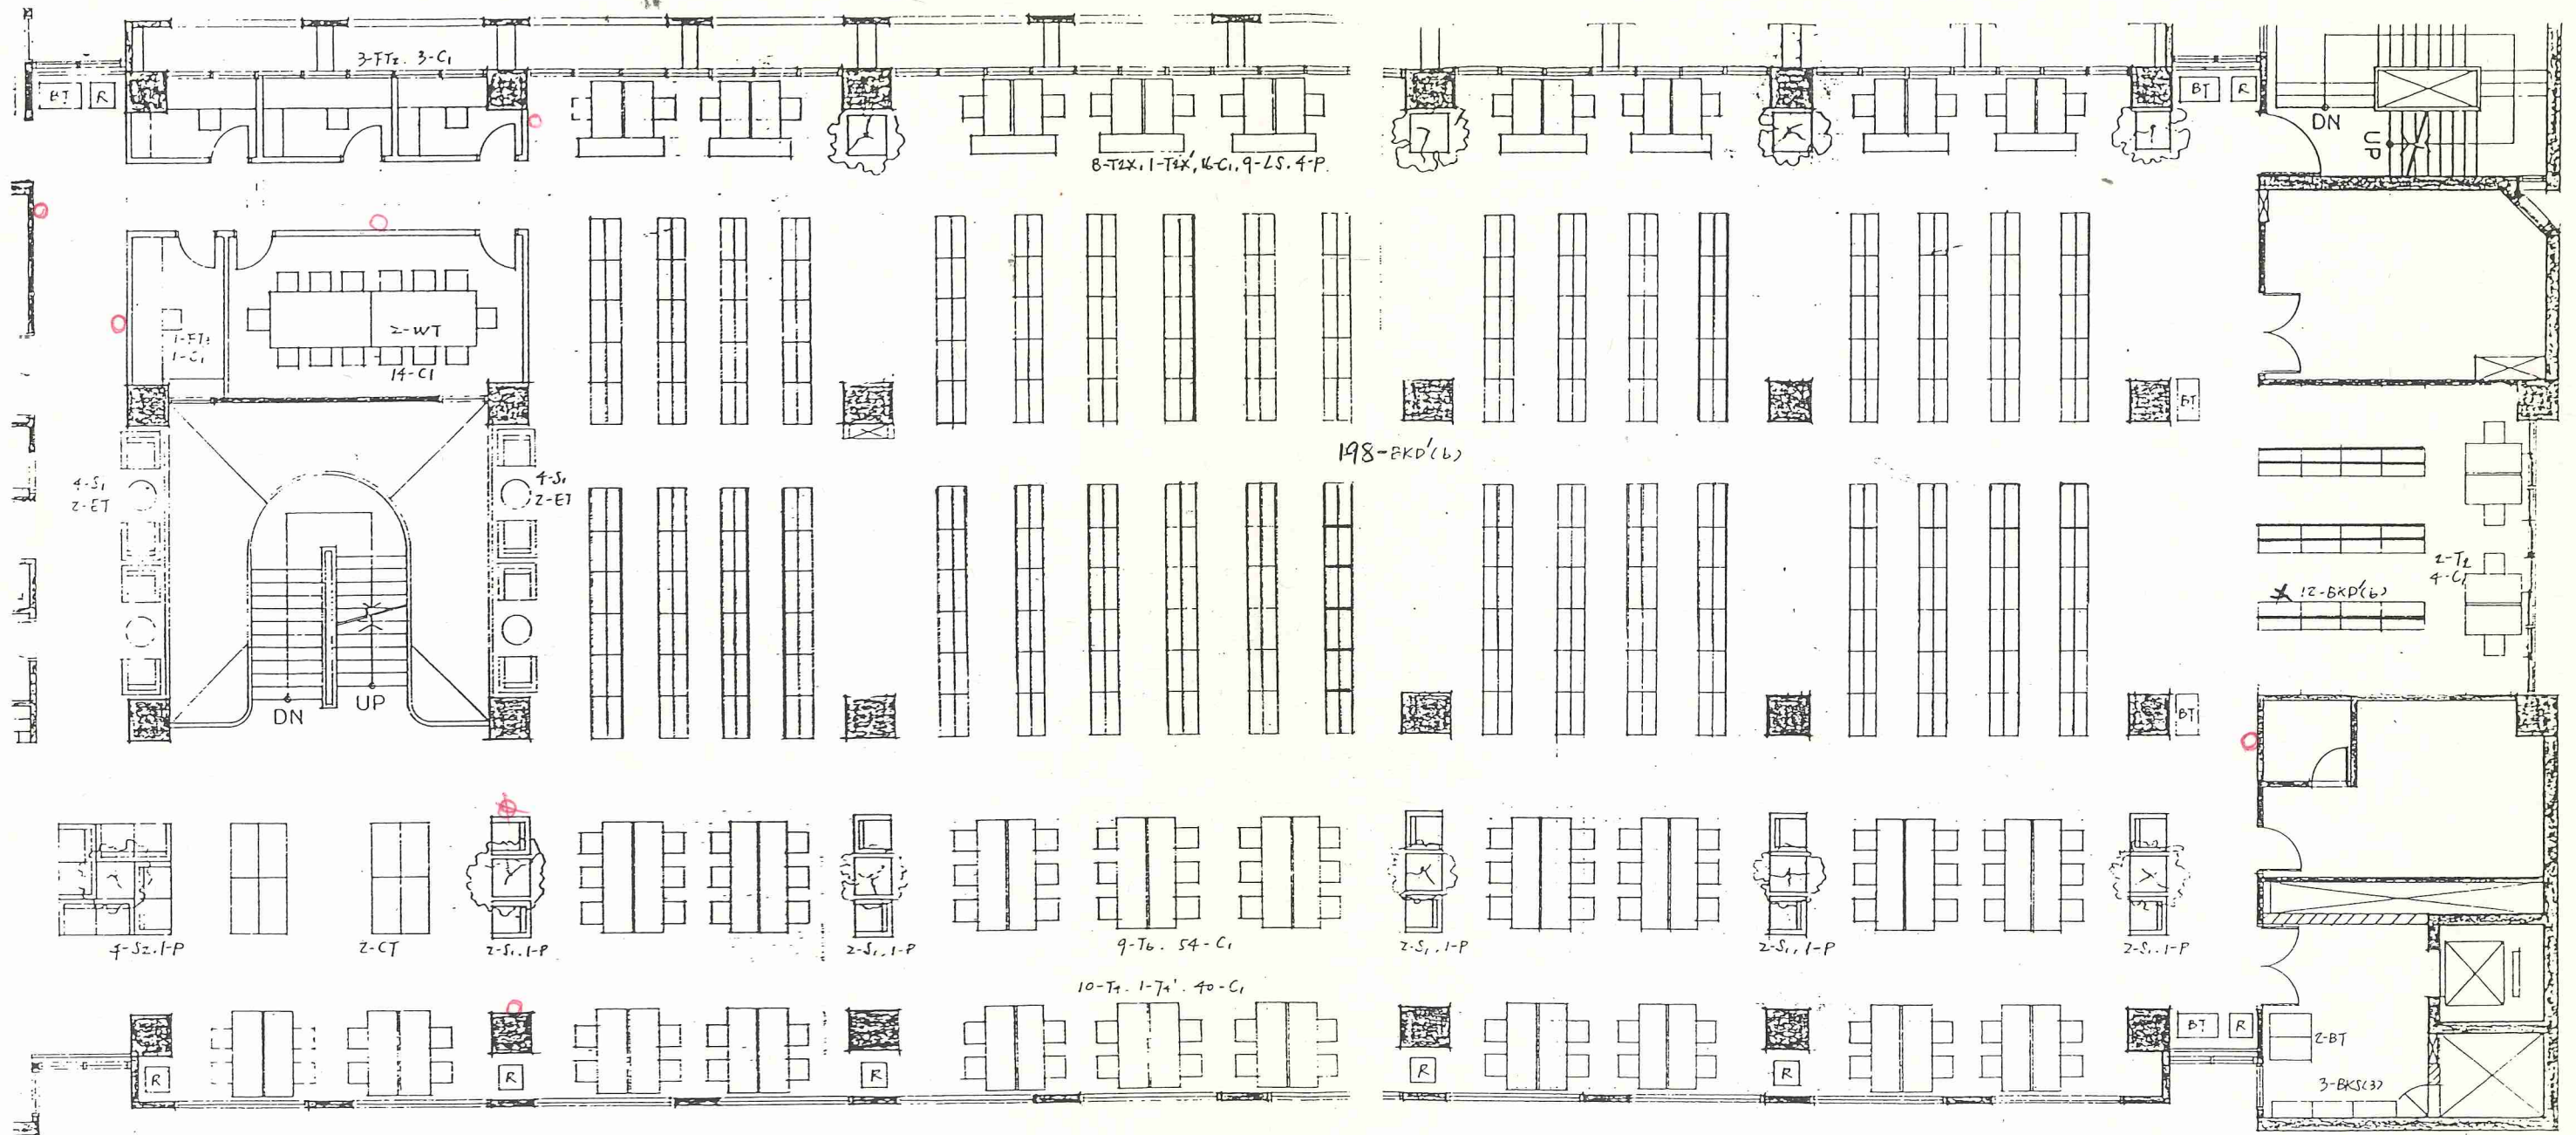 3-FT2. 3-C1
BT
R
BT
R
DN
UP
8-T2X, 1-T2X', 16-C1, 9-LS. 4-P.
2-WT
1-C1
14-C1
BT
198-BKD'(b)
4-S1
2-ET
4-S1
2-ET
2-T2
4-C1
12-BKD'(b)
DN
UP
BT
4-S2.1-P
2-CT
2-S1.1-P
2-S1.1-P
9-T6. 54-C1
2-S1.1-P
2-S1.1-P
2-S1.1-P
10-T4. 1-T4'. 40-C1
BT
R
2-BT
R
R
R
R
R
3-BKS(3)